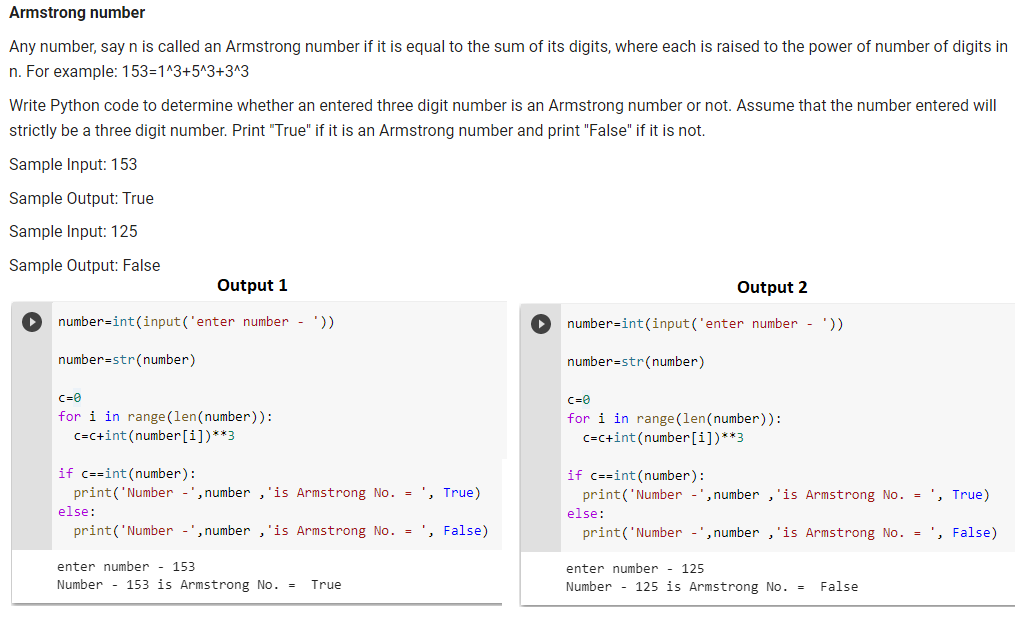 Armstrong number
Any number, say n is called an Armstrong number if it is equal to the sum of its digits, where each is raised to the power of number of digits in
n. For example: 153=1^3+5^3+3^3
Write Python code to determine whether an entered three digit number is an Armstrong number or not. Assume that the number entered will
strictly be a three digit number. Print "True" if it is an Armstrong number and print "False" if it is not.
Sample Input: 153
Sample Output: True
Sample Input: 125
Sample Output: False
Output 1
number=int(input('enter number - '))
number=str(number)
c=0
for i in range(len(number)):
  c=c+int(number[i])**3
if c==int(number):
  print('Number -',number ,'is Armstrong No. = ', True)
else:
  print('Number -',number ,'is Armstrong No. = ', False)
enter number - 153
Number - 153 is Armstrong No. =  True
Output 2
number=int(input('enter number - '))
number=str(number)
c=0
for i in range(len(number)):
  c=c+int(number[i])**3
if c==int(number):
  print('Number -',number ,'is Armstrong No. = ', True)
else:
  print('Number -',number ,'is Armstrong No. = ', False)
enter number - 125
Number - 125 is Armstrong No. =  False